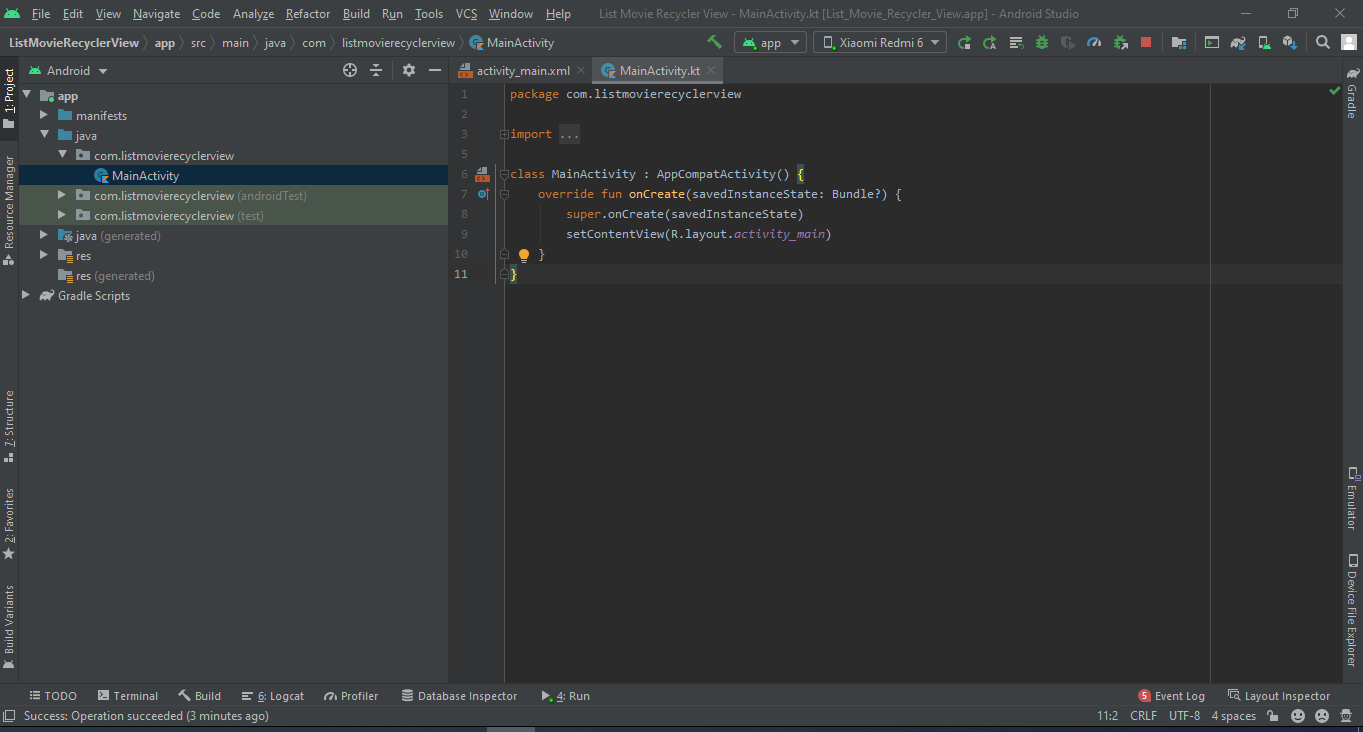 File Edit View Navigate Code Analyze Refactor Build Run Tools VCS Window Help List Movie Recycler View - MainActivity.kt [List_Movie_Recycler_View.app] - Android Studio
ListMovieRecyclerView app src main java com listmovierecyclerview MainActivity app Xiaomi Redmi 6
1: Project
Resource Manager
7: Structure
2: Favorites
Build Variants
Android
app
manifests
java
com.listmovierecyclerview
MainActivity
com.listmovierecyclerview (androidTest)
com.listmovierecyclerview (test)
java (generated)
res
res (generated)
Gradle Scripts
activity_main.xml MainActivity.kt
1 package com.listmovierecyclerview
2
3 import ...
5
6 class MainActivity : AppCompatActivity() {
7 override fun onCreate(savedInstanceState: Bundle?) {
8 super.onCreate(savedInstanceState)
9 setContentView(R.layout.activity_main)
10 }
11 }
Gradle
Emulator
Device File Explorer
TODO Terminal Build 6: Logcat Profiler Database Inspector 4: Run 5 Event Log Layout Inspector
Success: Operation succeeded (3 minutes ago) 11:2 CRLF UTF-8 4 spaces